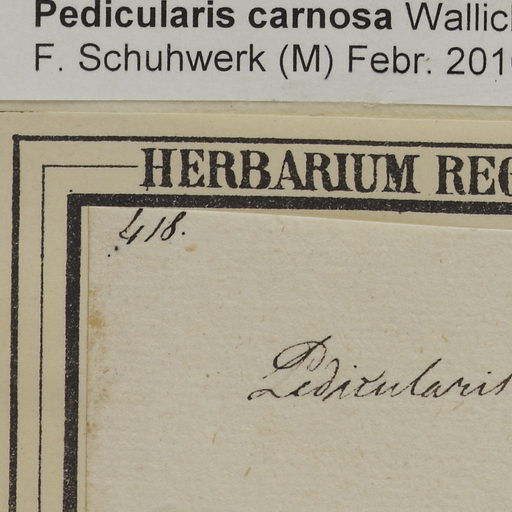 Pedicularis carnosa Wallich
F. Schuhwerk (M) Febr. 201
HERBARIUM REG
418.
Pedicularis